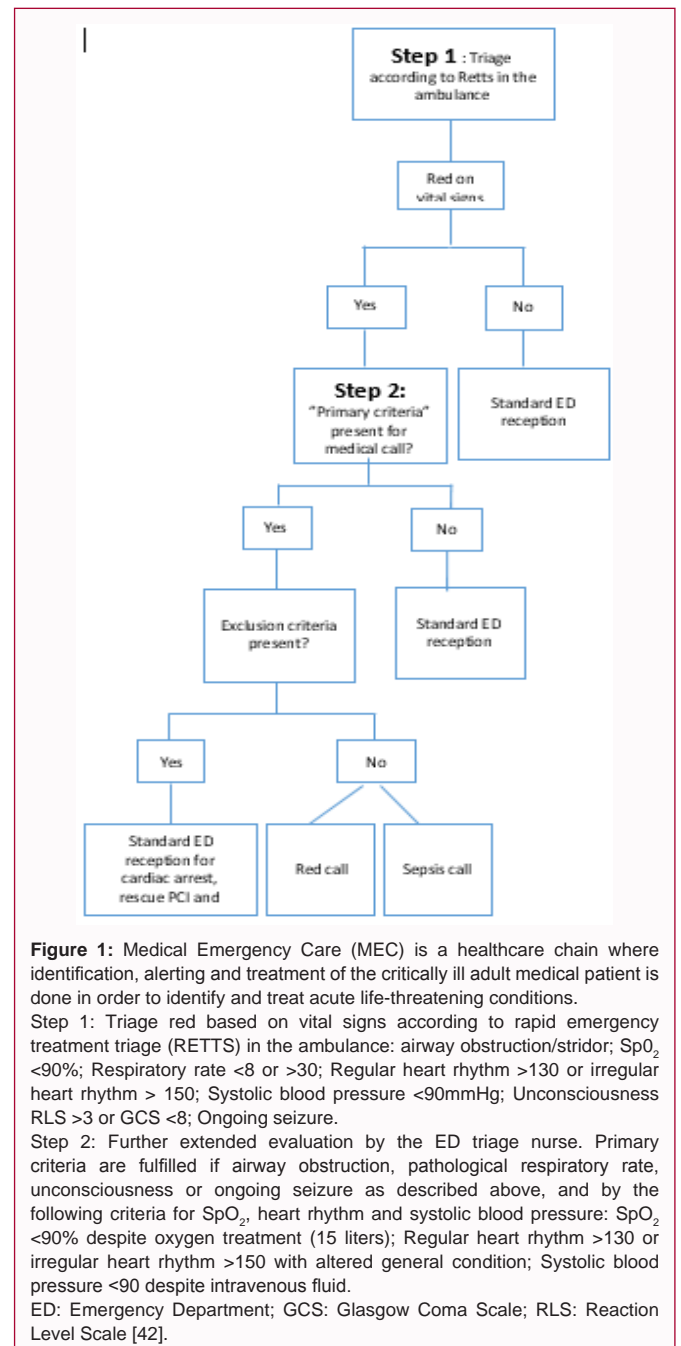 Step 1 : Triage
according to Retts in the
ambulance
Red on
vital signs
Yes
No
Step 2:
"Primary criteria"
present for
medical call?
Standard ED
reception
Yes
No
Exclusion criteria
present?
Standard ED
reception
Yes
No
Standard ED
reception for
cardiac arrest,
rescue PCI and
Red call
Sepsis call
Figure 1: Medical Emergency Care (MEC) is a healthcare chain where
identification, alerting and treatment of the critically ill adult medical patient is
done in order to identify and treat acute life-threatening conditions.
Step 1: Triage red based on vital signs according to rapid emergency
treatment triage (RETTS) in the ambulance: airway obstruction/stridor; Sp0₂
<90%; Respiratory rate <8 or >30; Regular heart rhythm >130 or irregular
heart rhythm > 150; Systolic blood pressure <90mmHg; Unconsciousness
RLS >3 or GCS <8; Ongoing seizure.
Step 2: Further extended evaluation by the ED triage nurse. Primary
criteria are fulfilled if airway obstruction, pathological respiratory rate,
unconsciousness or ongoing seizure as described above, and by the
following criteria for SpO₂, heart rhythm and systolic blood pressure: SpO₂
<90% despite oxygen treatment (15 liters); Regular heart rhythm >130 or
irregular heart rhythm >150 with altered general condition; Systolic blood
pressure <90 despite intravenous fluid.
ED: Emergency Department; GCS: Glasgow Coma Scale; RLS: Reaction
Level Scale [42].